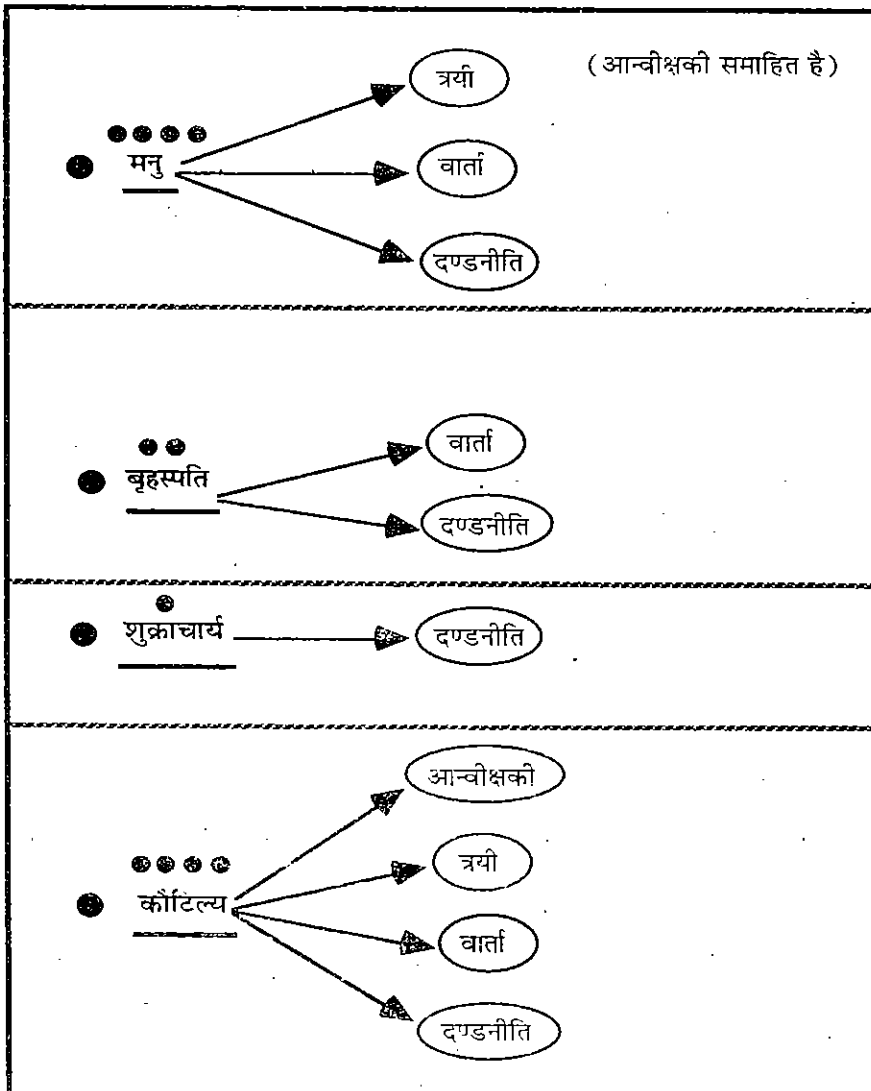 त्रयी
(आन्वीक्षकी समाहित है)
मनु
वार्ता
दण्डनीति
वार्ता
बृहस्पति
दण्डनीति
शुक्राचार्य
दण्डनीति
आन्वीक्षकी
त्रयी
कौटिल्य
वार्ता
दण्डनीति